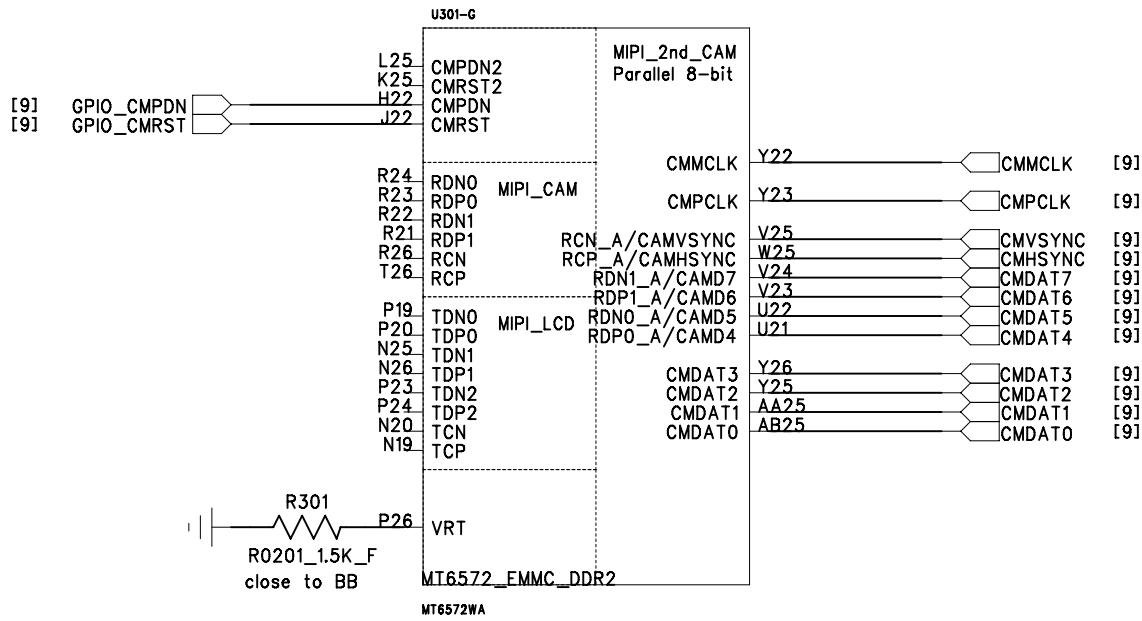 U301-G
MIPI_2nd_CAM
Parallel 8-bit
L25 CMPDN2
K25 CMRST2
[9] GPIO_CMPDN H22 CMPDN
[9] GPIO_CMRST J22 CMRST
CMMCLK Y22 CMMCLK [9]
R24 RDN0 MIPI_CAM
R23 RDP0 CMPCLK Y23 CMPCLK [9]
R22 RDN1
R21 RDP1 RCN_A/CAMVSYNC V25 CMVSYNC [9]
R26 RCN RCP_A/CAMHSYNC W25 CMHSYNC [9]
T26 RCP RDN1_A/CAMD7 V24 CMDAT7 [9]
RDP1_A/CAMD6 V23 CMDAT6 [9]
P19 TDN0 MIPI_LCD RDN0_A/CAMD5 U22 CMDAT5 [9]
P20 TDP0 RDP0_A/CAMD4 U21 CMDAT4 [9]
N25 TDN1
N26 TDP1 CMDAT3 Y26 CMDAT3 [9]
P23 TDN2 CMDAT2 Y25 CMDAT2 [9]
P24 TDP2 CMDAT1 AA25 CMDAT1 [9]
N20 TCN CMDAT0 AB25 CMDAT0 [9]
N19 TCP
R301
P26 VRT
R0201_1.5K_F
close to BB
MT6572_EMMC_DDR2
MT6572WA